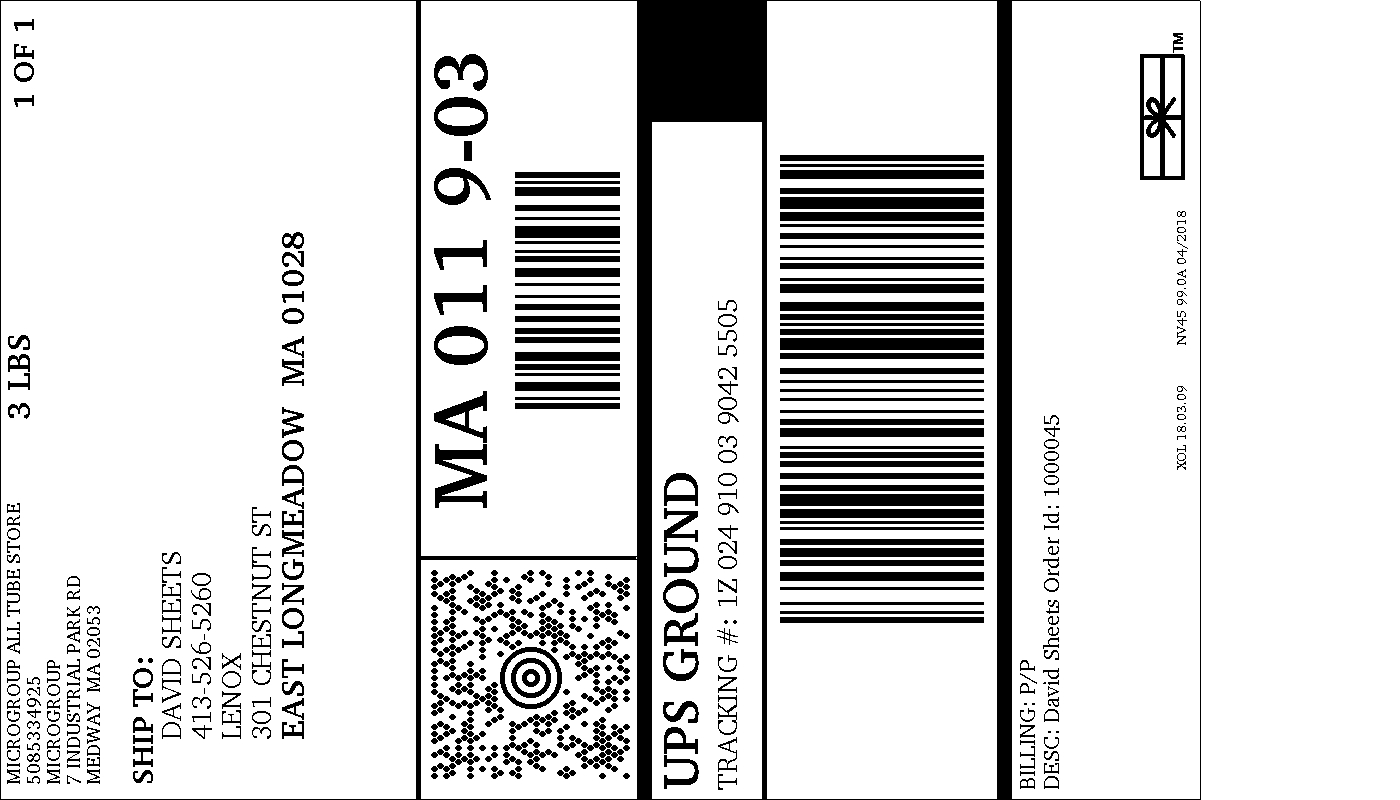 MICROGROUP ALL TUBE STORE
5085334925
MICROGROUP
7 INDUSTRIAL PARK RD
MEDWAY MA 02053
3 LBS
1 OF 1
SHIP TO:
DAVID SHEETS
413-526-5260
LENOX
301 CHESTNUT ST
EAST LONGMEADOW MA 01028
MA 011 9-03
UPS GROUND
TRACKING #: 1Z 024 910 03 9042 5505
BILLING: P/P
DESC: David Sheets Order Id: 1000045
XOL 18.03.09 NV45 99.0A 04/2018
TM